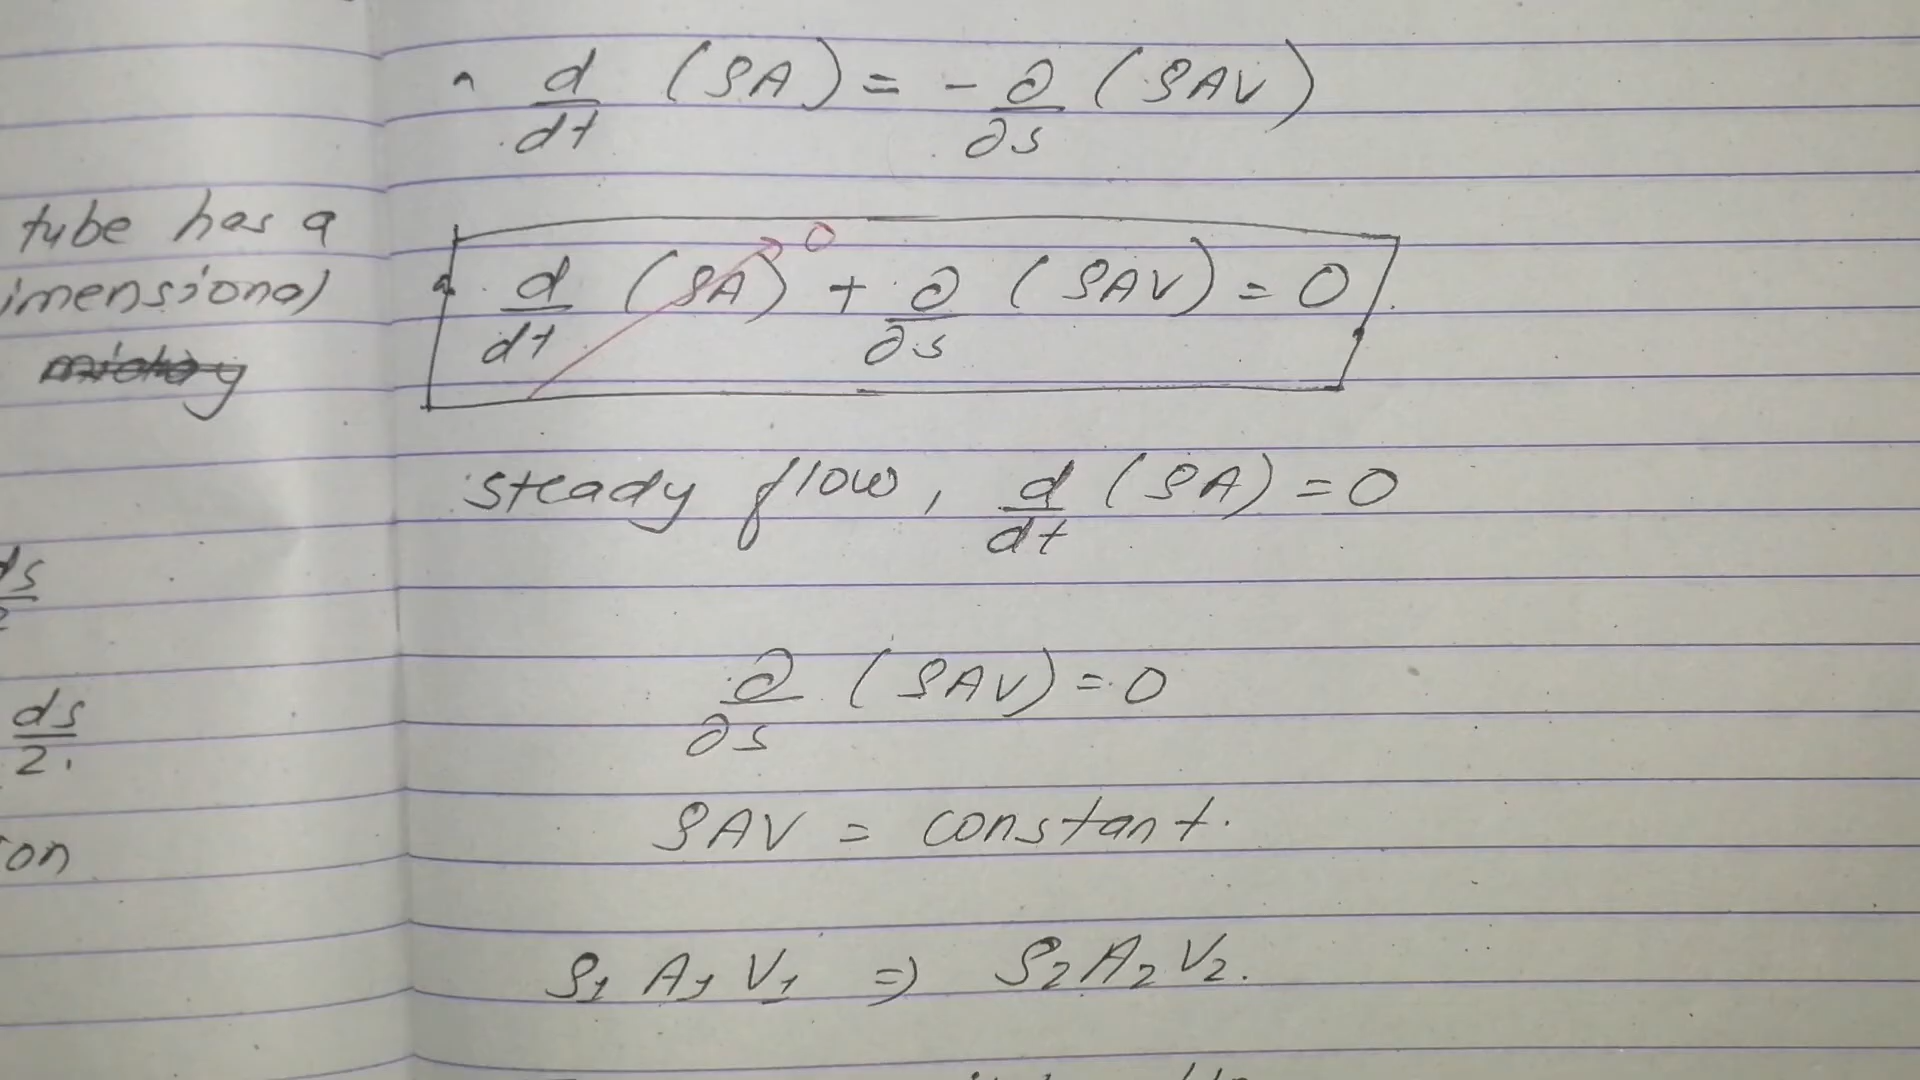 tube has a
imensional
ds
ds/2.
on
d/dt (ρA) = - ∂/∂s (ρAV)
d/dt (ρA) + ∂/∂s (ρAV) = 0
0
steady flow, d/dt (ρA) = 0
∂/∂s (ρAV) = 0
ρAV = constant.
ρ₁ A₁ V₁ => ρ₂ A₂ V₂.